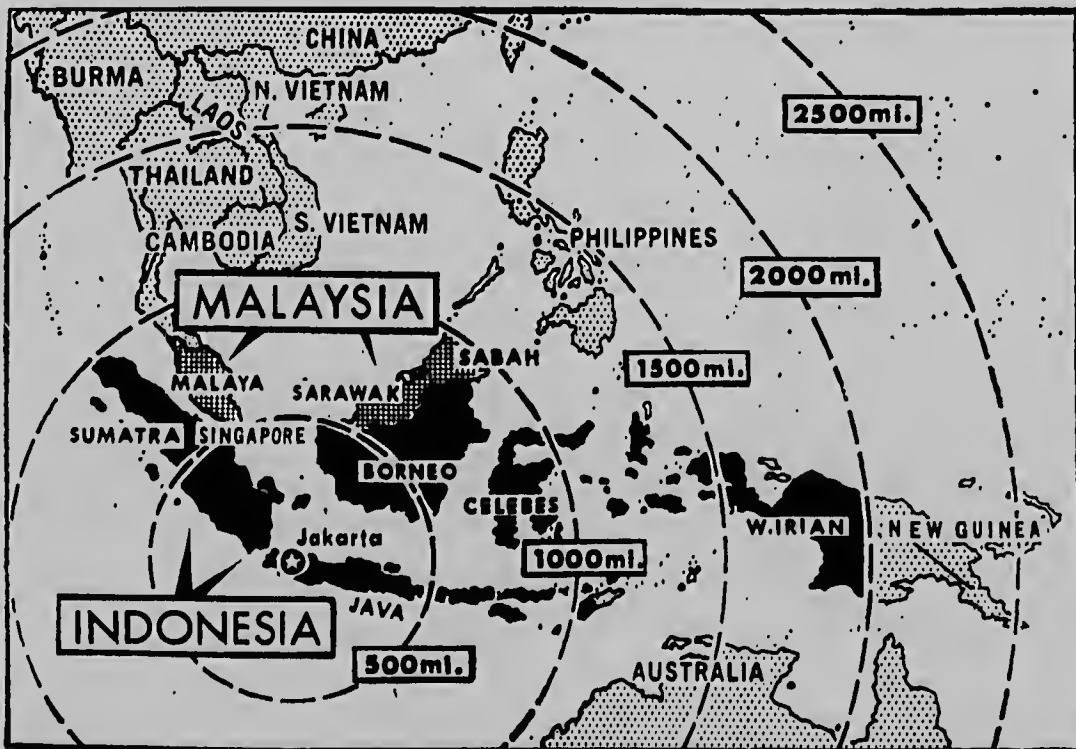 CHINA
BURMA
N. VIETNAM
LAOS
2500mi.
THAILAND
S. VIETNAM
CAMBODIA
PHILIPPINES
2000mi.
MALAYSIA
SABAH
1500mi.
MALAYA
SARAWAK
SUMATRA
SINGAPORE
BORNEO
CELEBES
W.IRIAN
NEW GUINEA
Jakarta
1000mi.
JAVA
INDONESIA
500mi.
AUSTRALIA